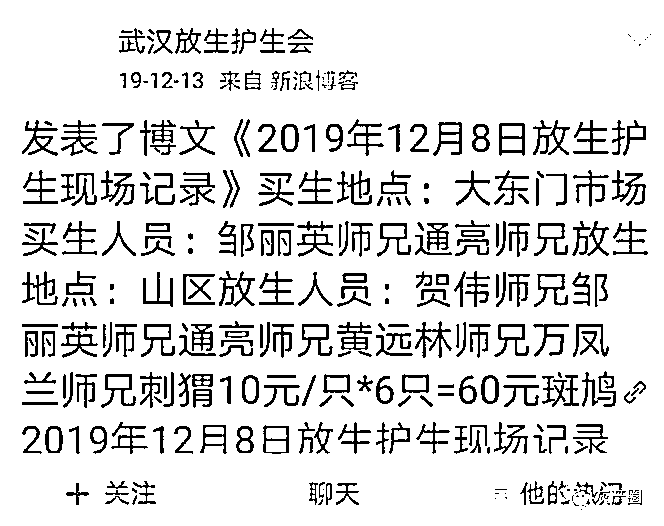 武汉放生护生会
19-12-13 来自 新浪博客
发表了博文《2019年12月8日放生护
生现场记录》买生地点：大东门市场
买生人员：邹丽英师兄通亮师兄放生
地点：山区放生人员：贺伟师兄邹
丽英师兄通亮师兄黄远林师兄万凤
兰师兄刺猬10元/只*6只=60元斑鸠
2019年12月8日放生护生现场记录
+ 关注 聊天 他的热门